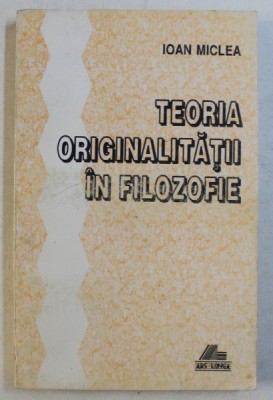 IOAN MICLEA
TEORIA
ORIGINALITĂȚII
ÎN FILOZOFIE
ARS LONGA